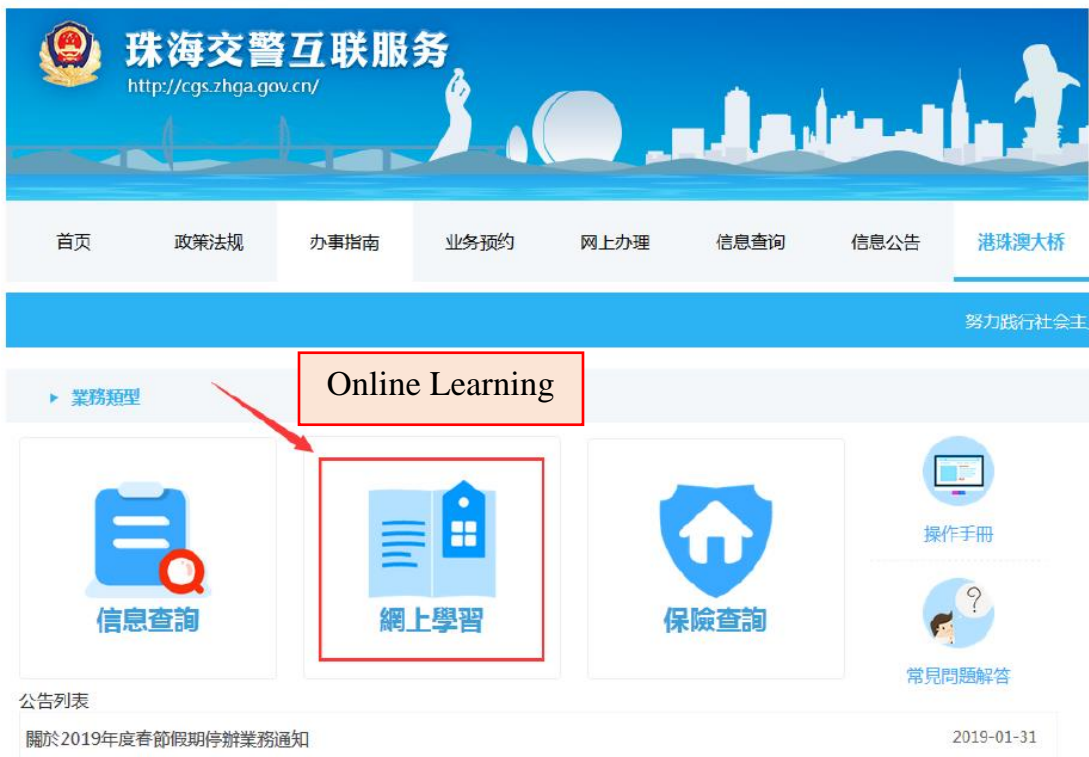 珠海交警互联服务
http://cgs.zhga.gov.cn/
首页 政策法规 办事指南 业务预约 网上办理 信息查询 信息公告 港珠澳大桥
努力践行社会主
Online Learning
業務類型
信息查詢 網上學習 保險查詢
操作手冊
常見問題解答
公告列表
關於2019年度春節假期停辦業務通知 2019-01-31